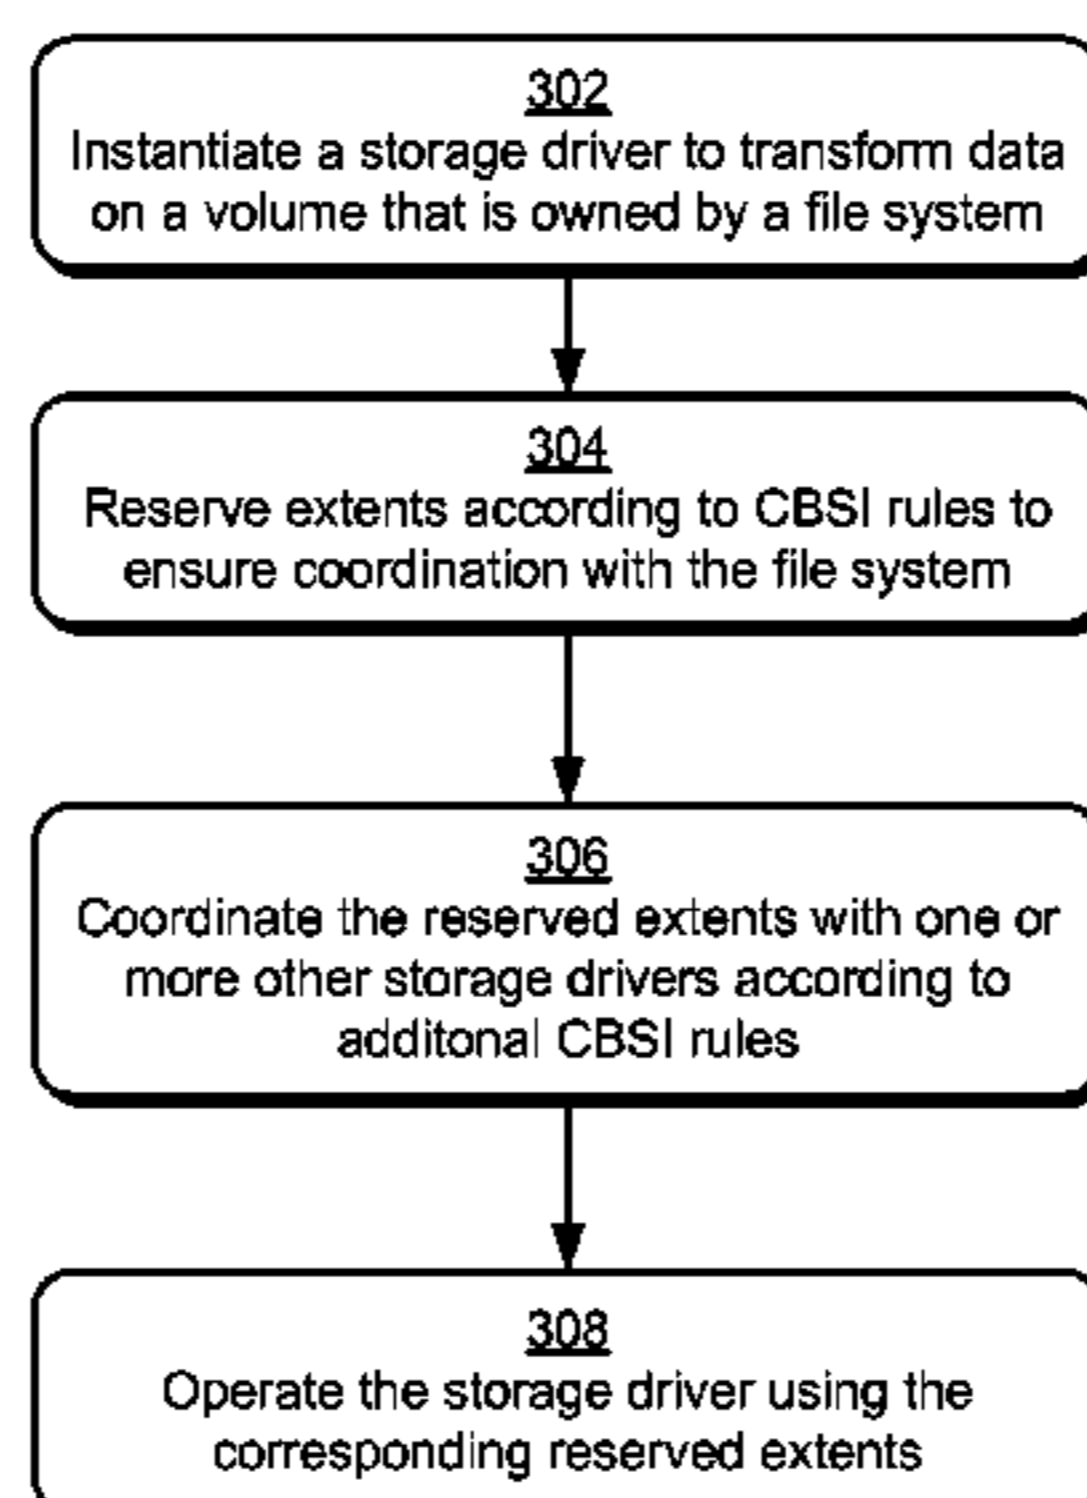 302
Instantiate a storage driver to transform data
on a volume that is owned by a file system
304
Reserve extents according to CBSI rules to
ensure coordination with the file system
306
Coordinate the reserved extents with one or
more other storage drivers according to
additonal CBSI rules
308
Operate the storage driver using the
corresponding reserved extents